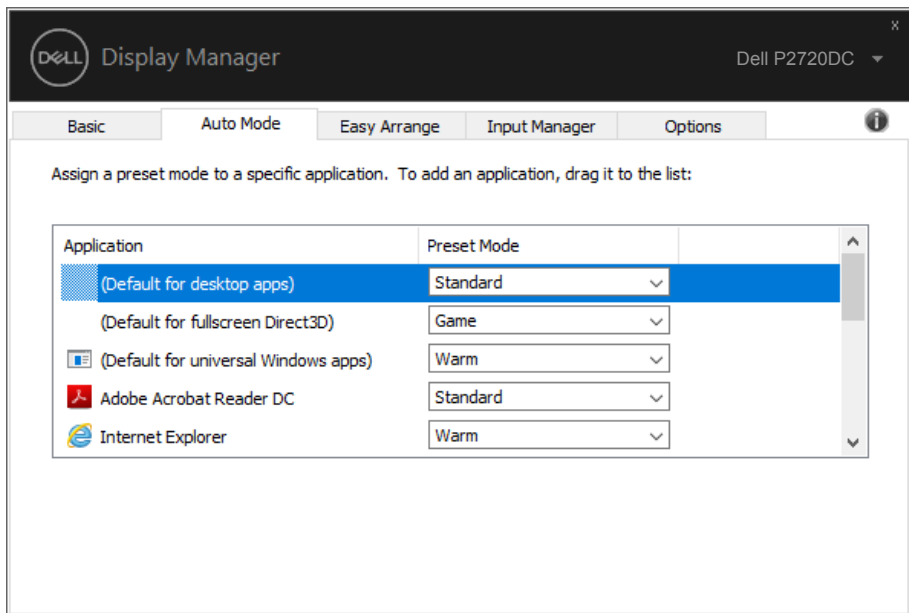 x
DELL Display Manager
Dell P2720DC
Basic Auto Mode Easy Arrange Input Manager Options
Assign a preset mode to a specific application. To add an application, drag it to the list:
Application Preset Mode
(Default for desktop apps) Standard
(Default for fullscreen Direct3D) Game
(Default for universal Windows apps) Warm
Adobe Acrobat Reader DC Standard
Internet Explorer Warm